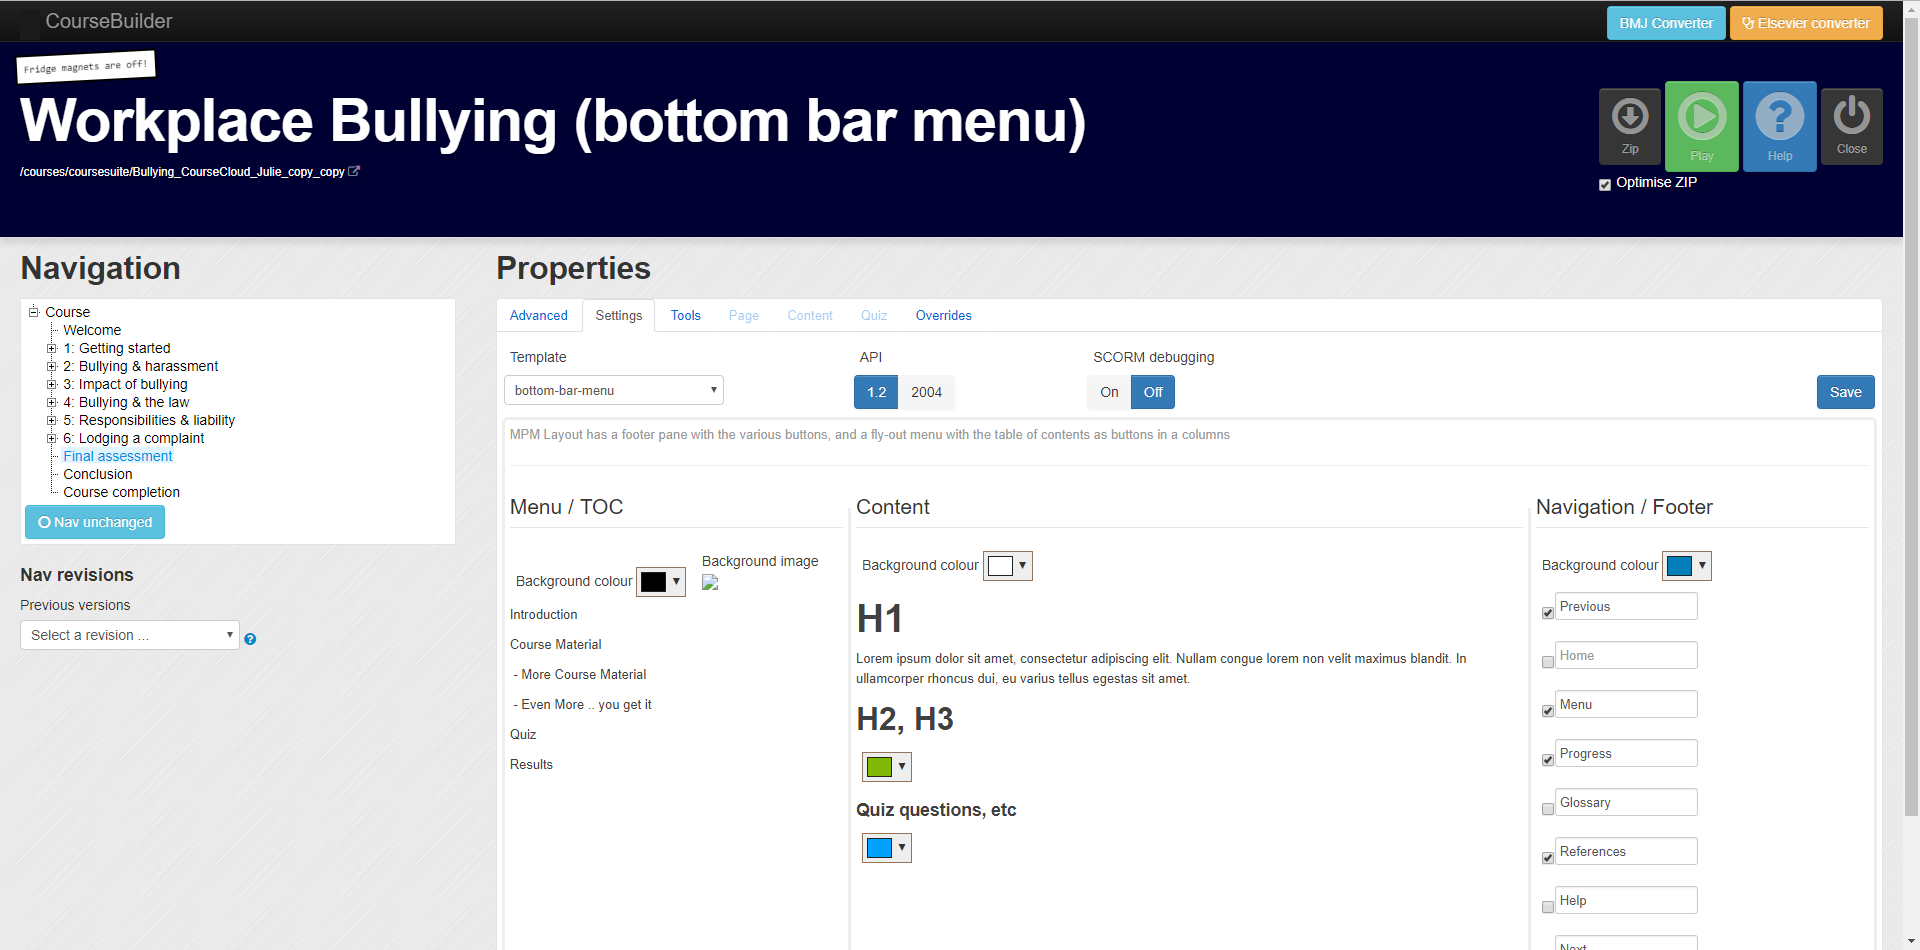 CourseBuilder
BMJ Converter
Elsevier converter
Fridge magnets are off!
Workplace Bullying (bottom bar menu)
/courses/coursesuite/Bullying_CourseCloud_Julie_copy_copy
Zip
Play
Help
Close
Optimise ZIP
Navigation
Course
Welcome
1: Getting started
2: Bullying & harassment
3: Impact of bullying
4: Bullying & the law
5: Responsibilities & liability
6: Lodging a complaint
Final assessment
Conclusion
Course completion
Nav unchanged
Nav revisions
Previous versions
Select a revision ...
Properties
Advanced
Settings
Tools
Page
Content
Quiz
Overrides
Template
API
SCORM debugging
bottom-bar-menu
1.2
2004
On
Off
Save
MPM Layout has a footer pane with the various buttons, and a fly-out menu with the table of contents as buttons in a columns
Menu / TOC
Background colour
Background image
Introduction
Course Material
- More Course Material
- Even More .. you get it
Quiz
Results
Content
Background colour
H1
Lorem ipsum dolor sit amet, consectetur adipiscing elit. Nullam congue lorem non velit maximus blandit. In
ullamcorper rhoncus dui, eu varius tellus egestas sit amet.
H2, H3
Quiz questions, etc
Navigation / Footer
Background colour
Previous
Home
Menu
Progress
Glossary
References
Help
Next